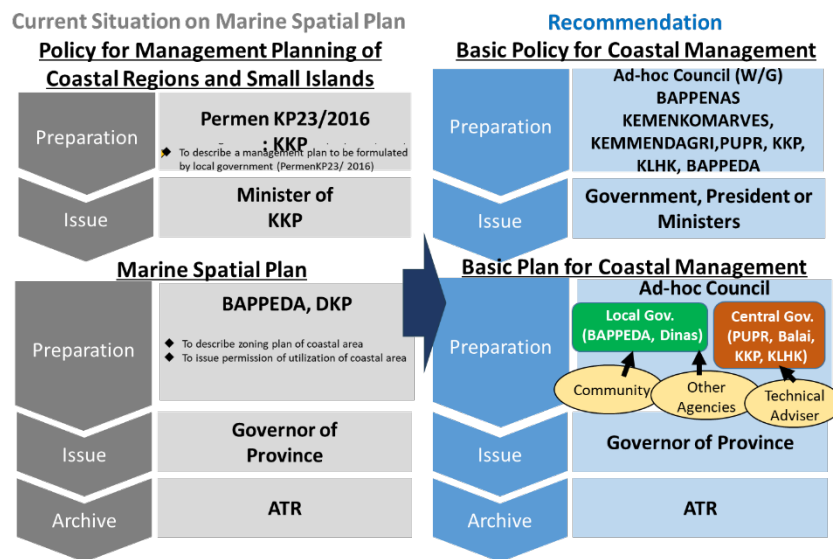 Current Situation on Marine Spatial Plan
Policy for Management Planning of
Coastal Regions and Small Islands
Preparation
Permen KP23/2016
: KKP
◆ To describe a management plan to be formulated
by local government (PermenKP23/ 2016)
Issue
Minister of
KKP
Marine Spatial Plan
Preparation
BAPPEDA, DKP
◆ To describe zoning plan of coastal area
◆ To issue permission of utilization of coastal area
Issue
Governor of
Province
Archive
ATR
Recommendation
Basic Policy for Coastal Management
Preparation
Ad-hoc Council (W/G)
BAPPENAS
KEMENKOMARVES,
KEMMENDAGRI,PUPR, KKP,
KLHK, BAPPEDA
Issue
Government, President or
Ministers
Basic Plan for Coastal Management
Preparation
Ad-hoc Council
Local Gov.
(BAPPEDA, Dinas)
Central Gov.
(PUPR, Balai,
KKP, KLHK)
Community
Other
Agencies
Technical
Adviser
Issue
Governor of Province
Archive
ATR